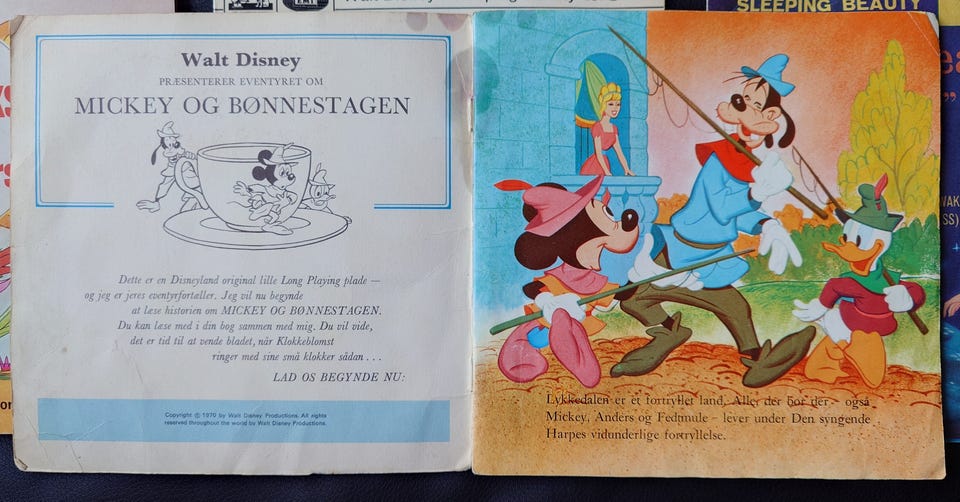 SLEEPING BEAUTY
Walt Disney
PRÆSENTERER EVENTYRET OM
MICKEY OG BØNNESTAGEN
Dette er en Disneyland original lille Long Playing plade —
og jeg er jeres eventyrfortæller. Jeg vil nu begynde
at læse historien om MICKEY OG BØNNESTAGEN.
Du kan læse med i din bog sammen med mig. Du vil vide,
det er tid til at vende bladet, når Klokkeblomst
ringer med sine små klokker sådan . . .
LAD OS BEGYNDE NU:
Copyright © 1970 by Walt Disney Productions. All rights
reserved throughout the world by Walt Disney Productions.
Lykkedalen er et fortryllet land. Alle, der bor der – også
Mickey, Anders og Fedtmule – lever under Den syngende
Harpes vidunderlige fortryllelse.